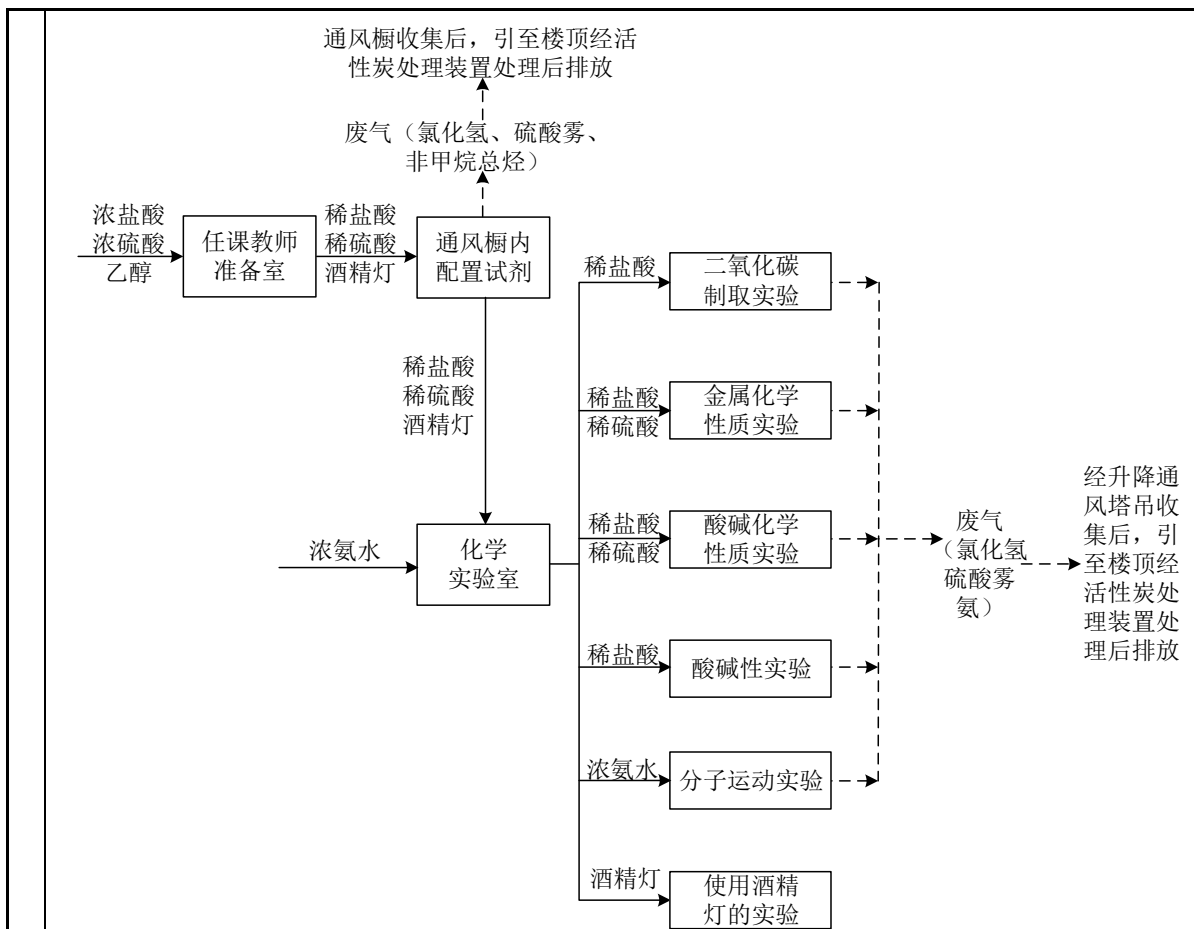 通风橱收集后，引至楼顶经活
性炭处理装置处理后排放
废气（氯化氢、硫酸雾、
非甲烷总烃）
浓盐酸
浓硫酸
乙醇
任课教师
准备室
稀盐酸
稀硫酸
酒精灯
通风橱内
配置试剂
稀盐酸
二氧化碳
制取实验
稀盐酸
稀硫酸
酒精灯
稀盐酸
稀硫酸
金属化学
性质实验
浓氨水
化学
实验室
稀盐酸
稀硫酸
酸碱化学
性质实验
废气
（氯化氢
硫酸雾
氨）
经升降通
风塔吊收
集后，引
至楼顶经
活性炭处
理装置处
理后排放
稀盐酸
酸碱性实验
浓氨水
分子运动实验
酒精灯
使用酒精
灯的实验